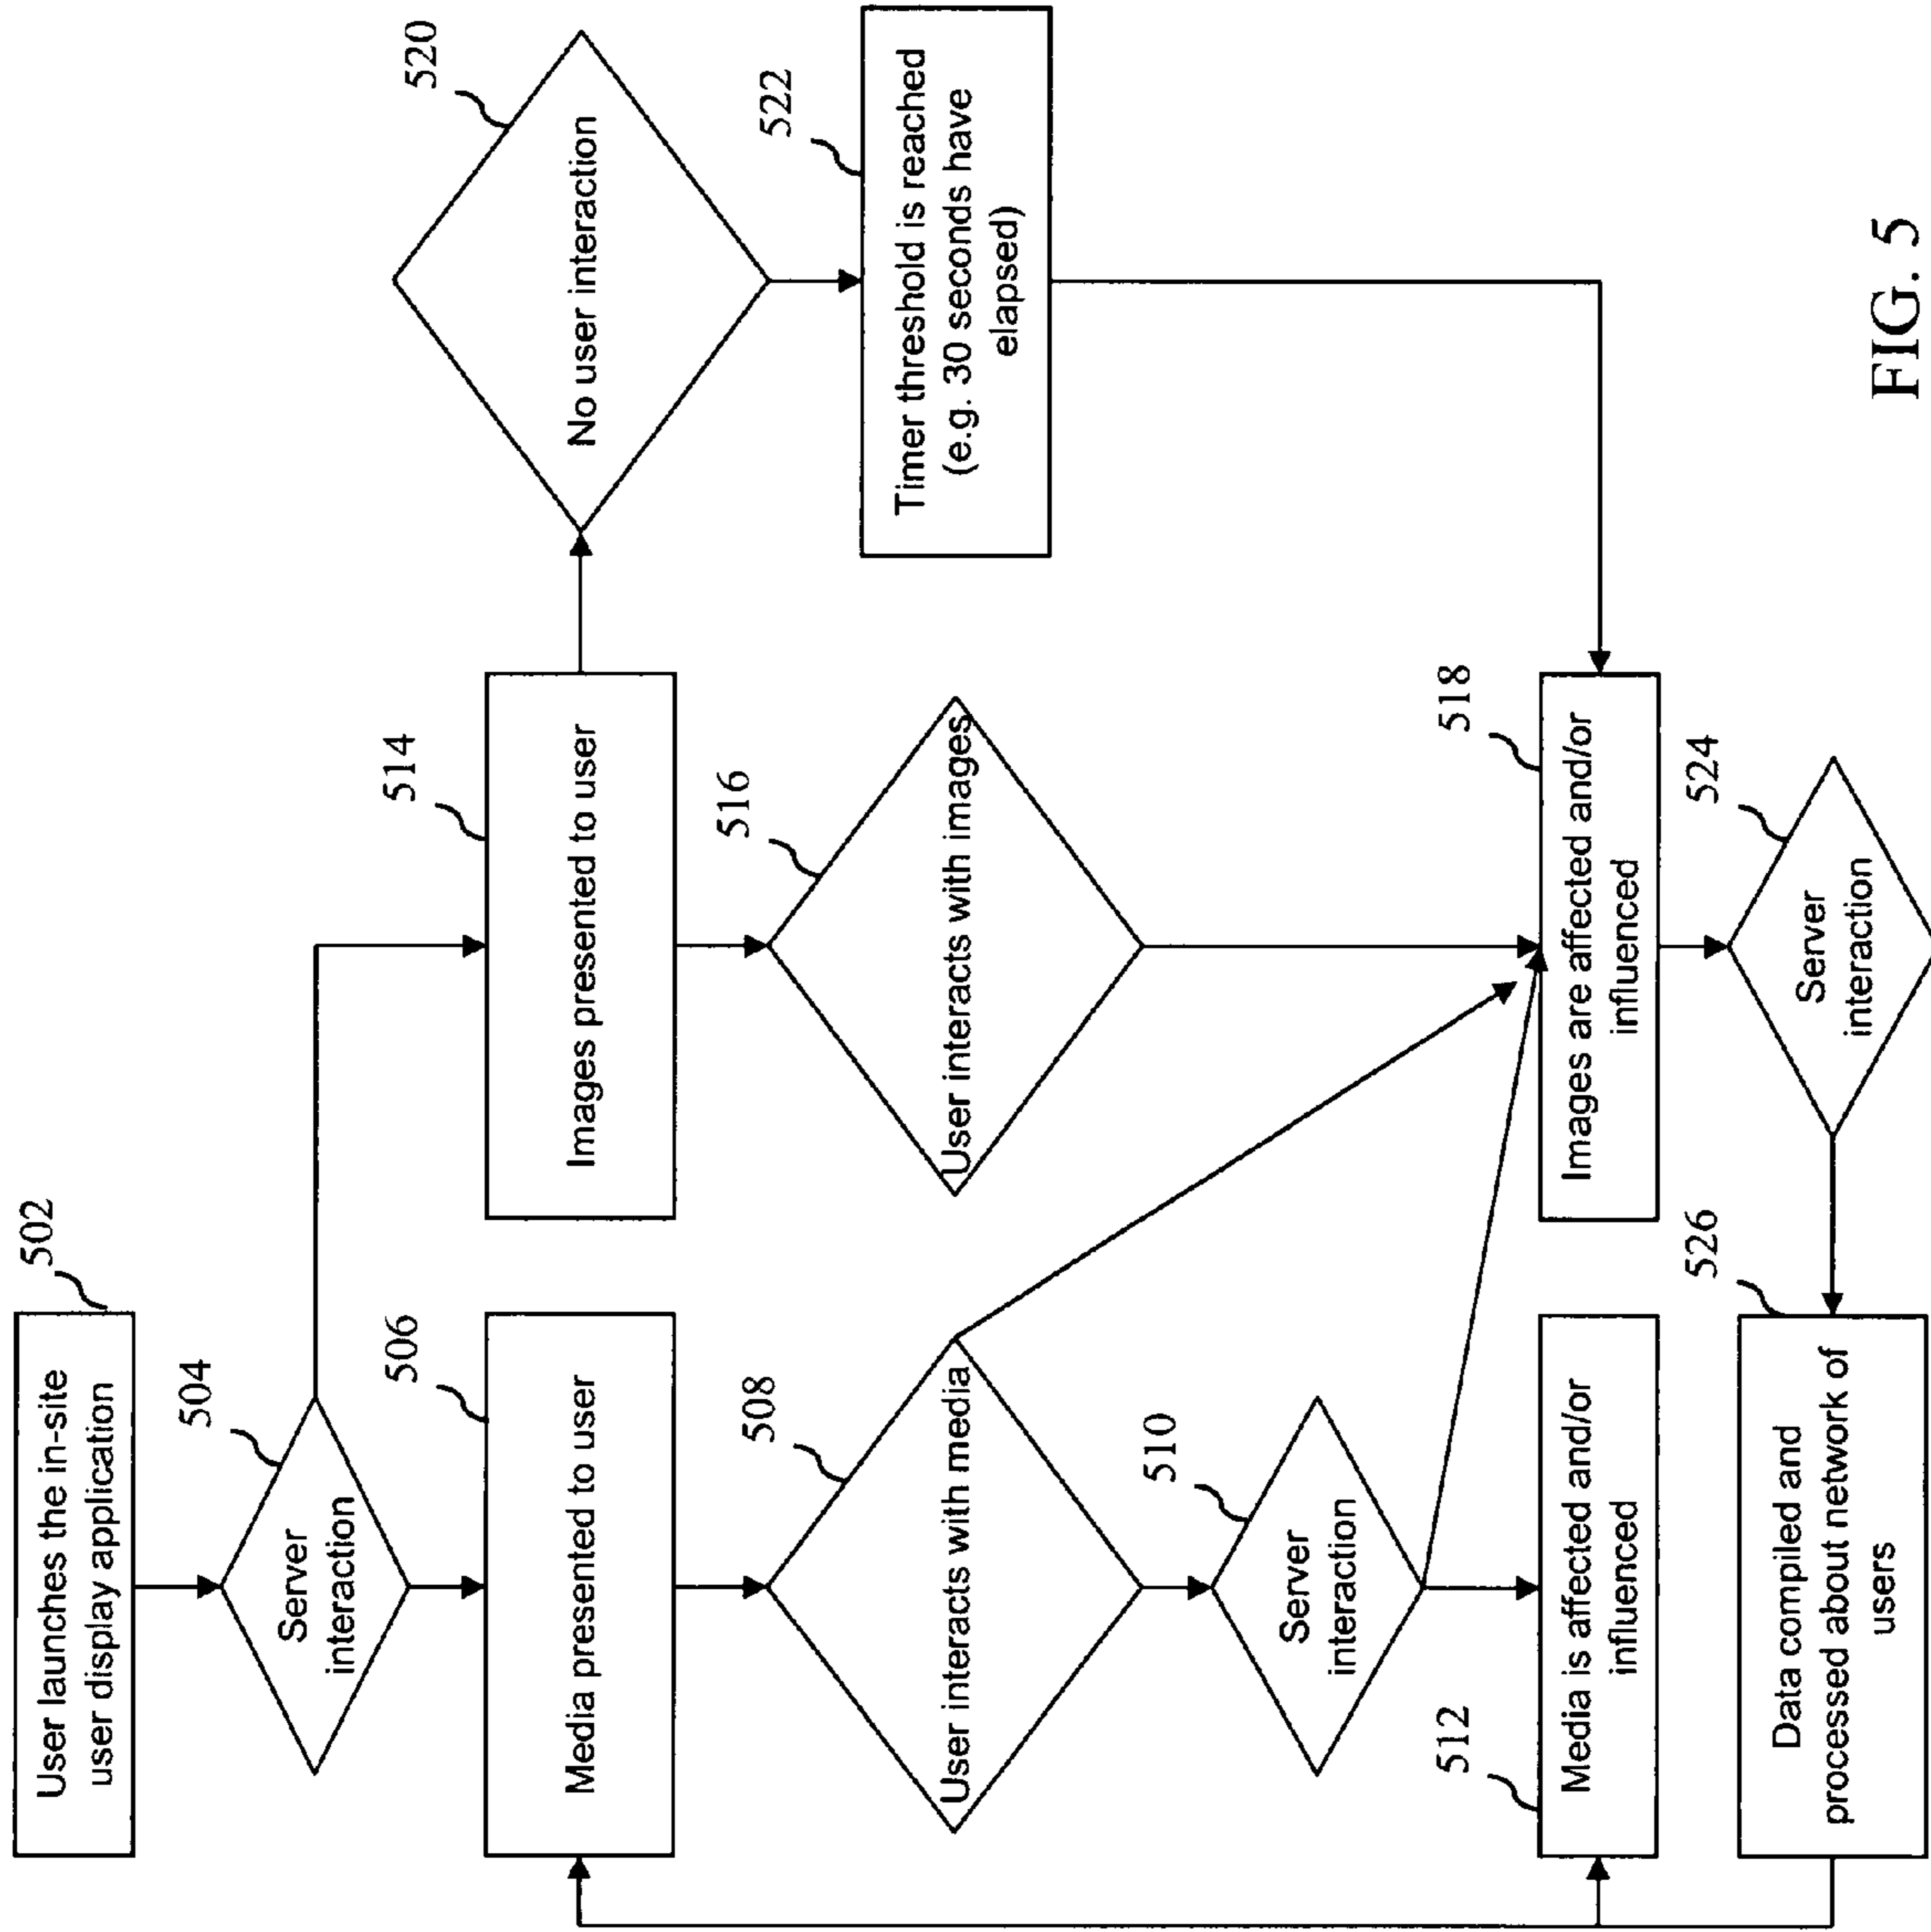 502
User launches the in-site
user display application
504
Server
interaction
506
Media presented to user
508
User interacts with media
510
Server
interaction
512
Media is affected and/or
influenced
514
Images presented to user
516
User interacts with images
518
Images are affected and/or
influenced
520
No user interaction
522
Timer threshold is reached
(e.g. 30 seconds have
elapsed)
524
Server
interaction
526
Data compiled and
processed about network of
users
FIG. 5